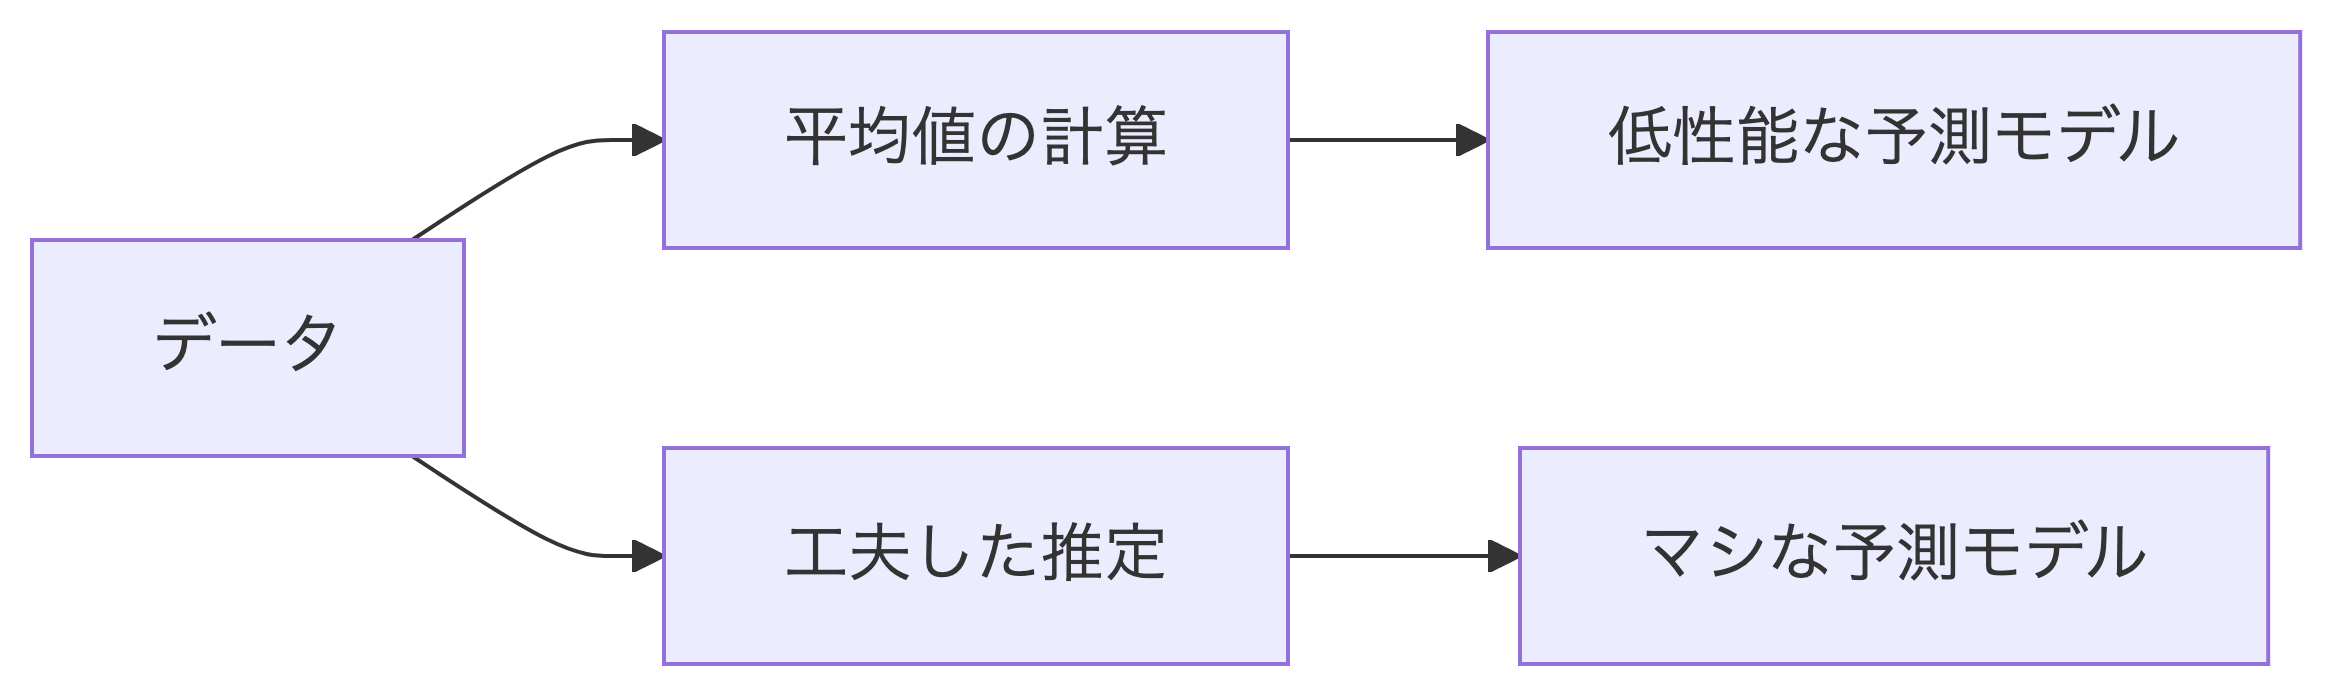 データ
平均値の計算
低性能な予測モデル
工夫した推定
マシな予測モデル